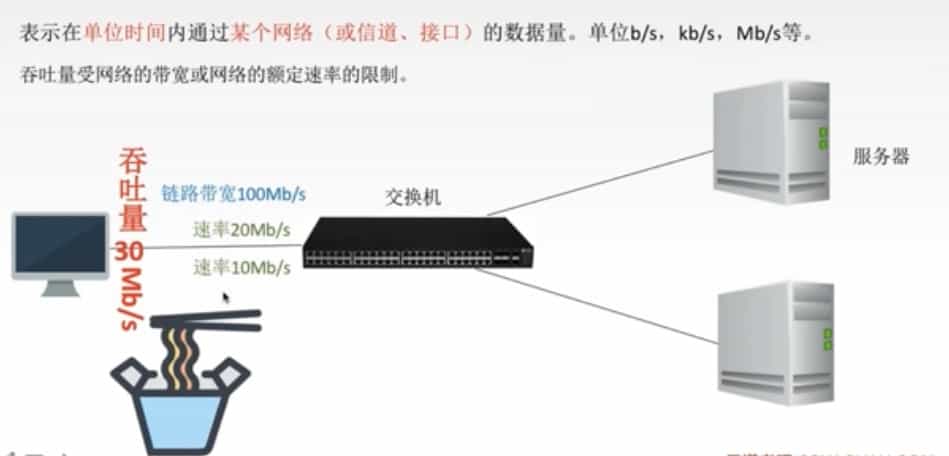 表示在单位时间内通过某个网络（或信道、接口）的数据量。单位b/s，kb/s，Mb/s等。
吞吐量受网络的带宽或网络的额定速率的限制。
吞吐量30Mb/s
链路带宽100Mb/s
速率20Mb/s
速率10Mb/s
交换机
服务器